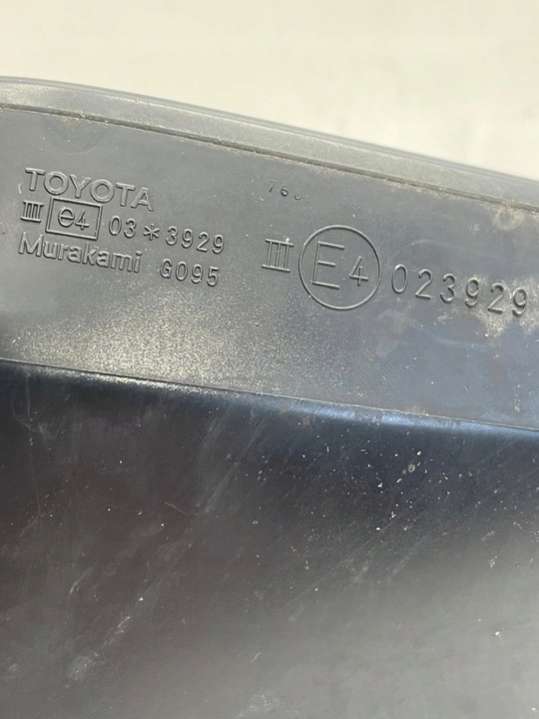 TOYOTA
III e4 03*3929
Murakami G095
III E4 023929